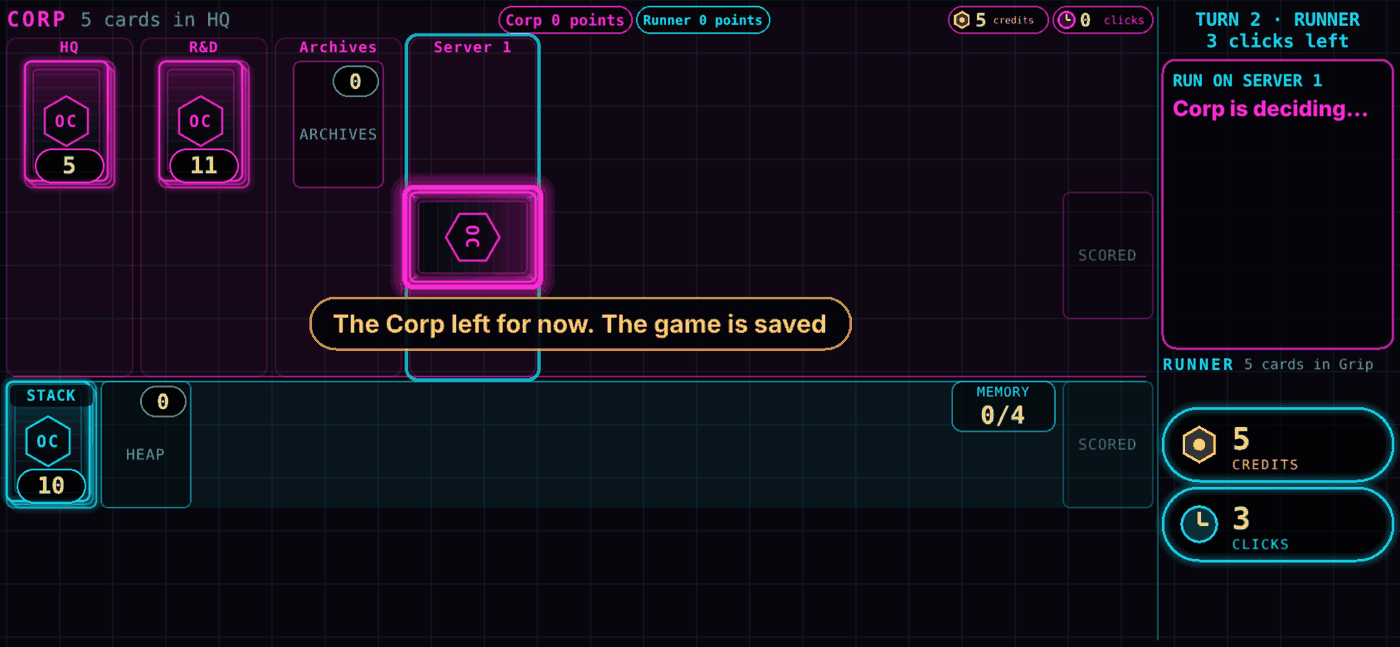 CORP 5 cards in HQ
Corp 0 points
Runner 0 points
5 credits
0 clicks
TURN 2 · RUNNER
3 clicks left
HQ
R&D
Archives
Server 1
OC
5
OC
11
0
ARCHIVES
OC
SCORED
RUN ON SERVER 1
Corp is deciding...
The Corp left for now. The game is saved
RUNNER 5 cards in Grip
STACK
OC
10
0
HEAP
MEMORY
0/4
SCORED
5
CREDITS
3
CLICKS